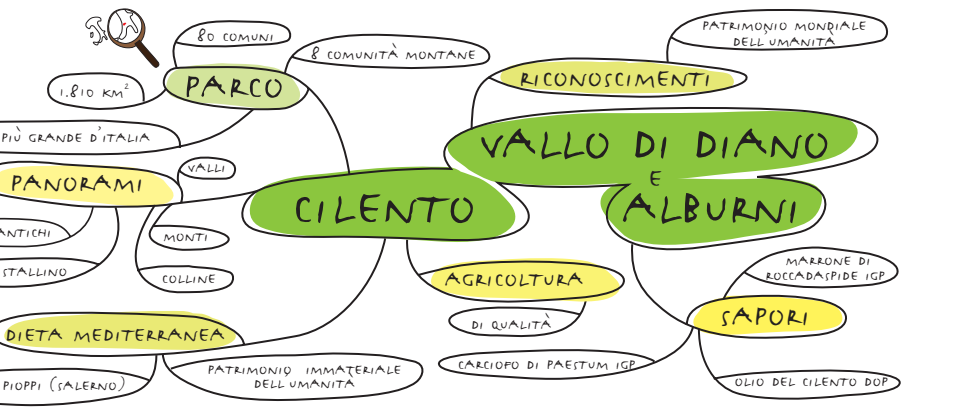 80 COMUNI
8 COMUNITÀ MONTANE
PARCO
1.810 KM²
PIÙ GRANDE D'ITALIA
PATRIMONIO MONDIALE
DELL'UMANITÀ
RICONOSCIMENTI
VALLO DI DIANO
E
ALBURNI
CILENTO
PANORAMI
VALLI
MONTI
COLLINE
ANTICHI
STALLINO
DIETA MEDITERRANEA
PIOPPI (SALERNO)
PATRIMONIO IMMATERIALE
DELL'UMANITÀ
AGRICOLTURA
DI QUALITÀ
CARCIOFO DI PAESTUM IGP
MARRONE DI
ROCCADASPIDE IGP
SAPORI
OLIO DEL CILENTO DOP